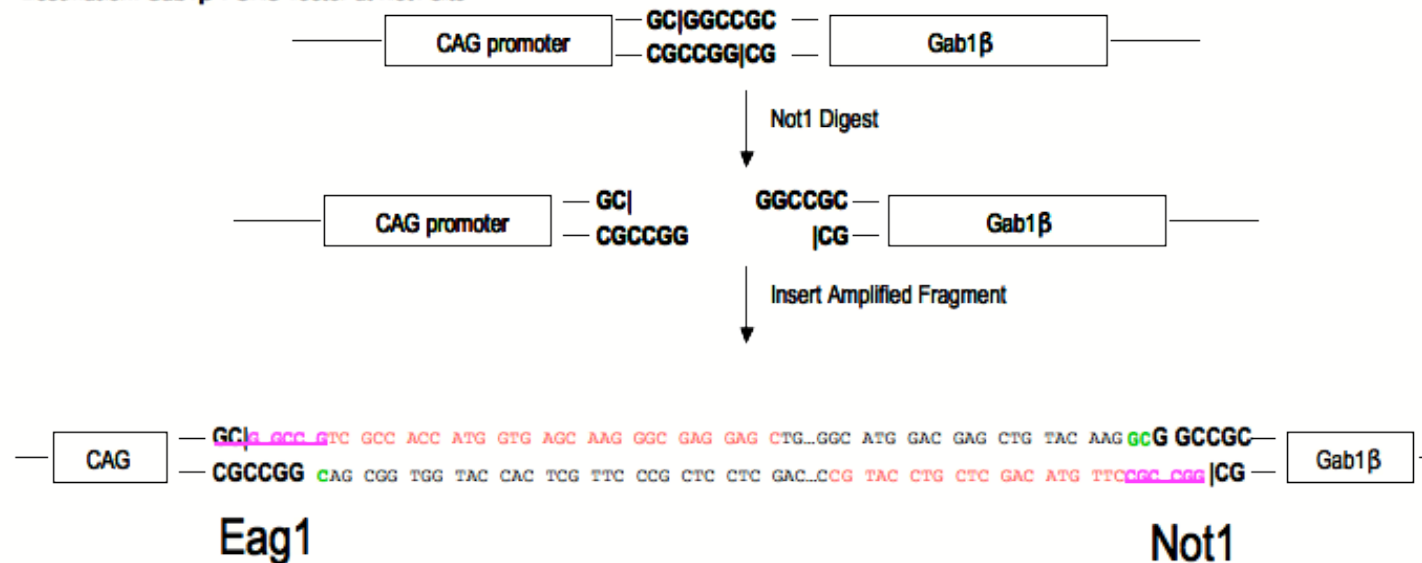 CAG promoter GC|GGCCGC Gab1β
CGCCGG|CG
Not1 Digest
CAG promoter GC| GGCCGC Gab1β
CGCCGG |CG
Insert Amplified Fragment
CAG GC|G GCC GTC GCC ACC ATG GTG AGC AAG GGC GAG GAG CTG…GGC ATG GAC GAG CTG TAC AAG GCG GCCGC Gab1β
CGCCGG CAG CGG TGG TAC CAC TCG TTC CCG CTC CTC GAC…CCG TAC CTG CTC GAC ATG TTCCGC CGG |CG
Eag1 Not1